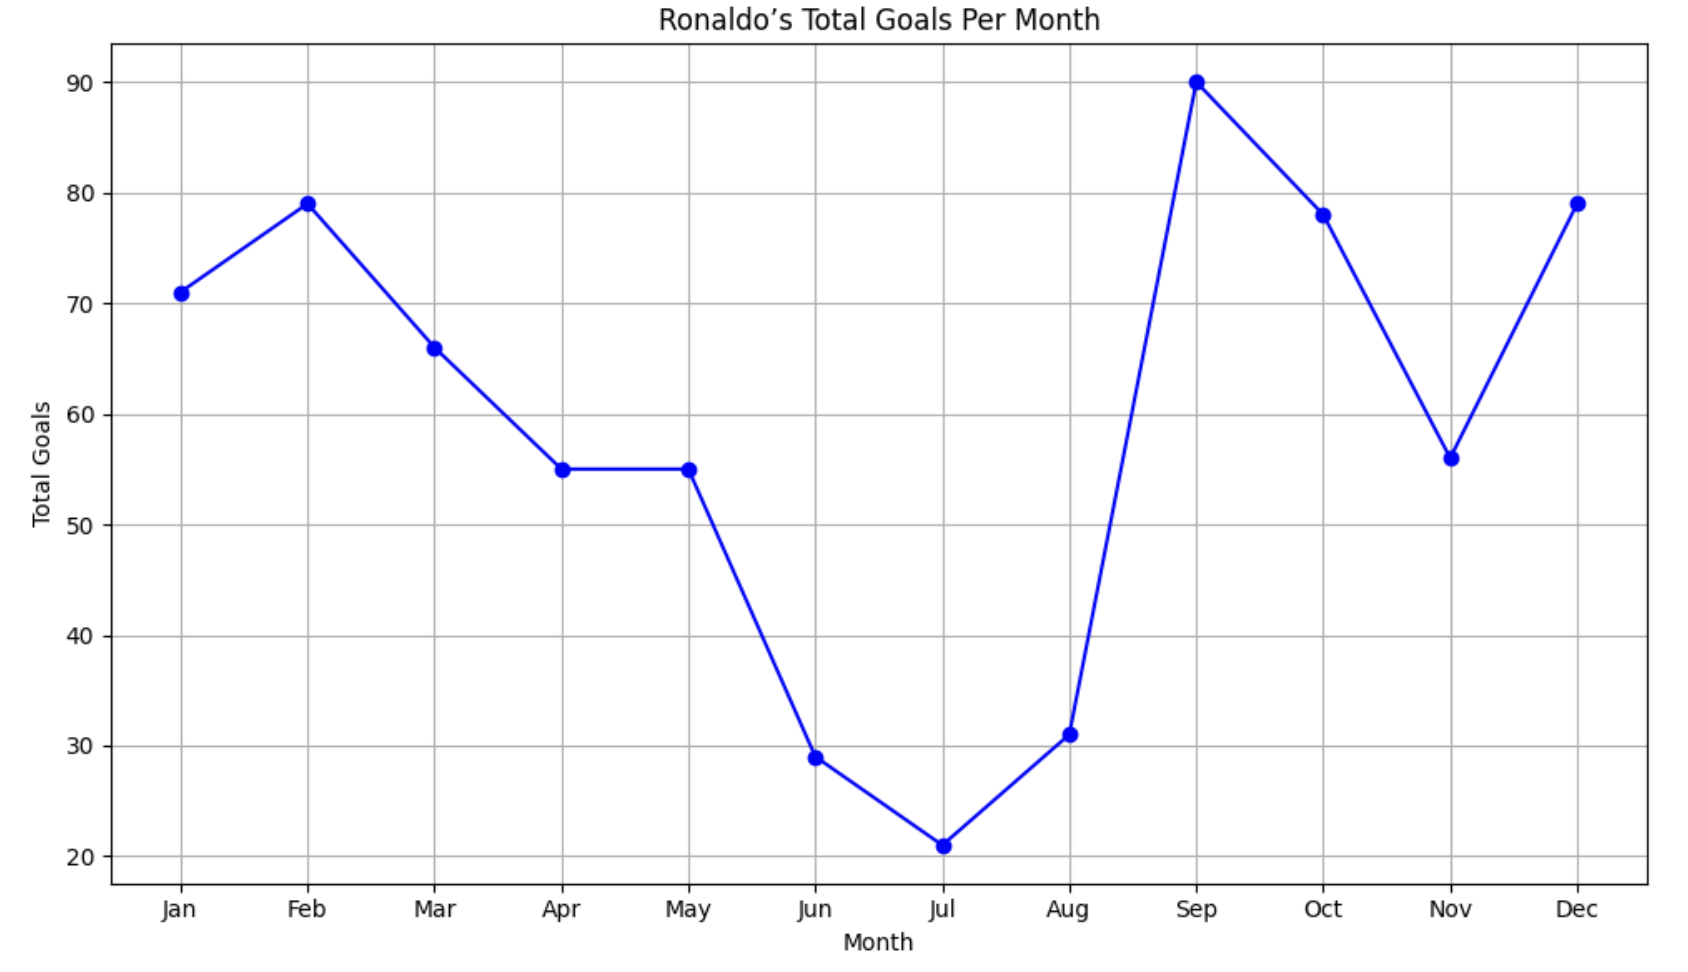 Ronaldo’s Total Goals Per Month
Total Goals
90
80
70
60
50
40
30
20
Jan Feb Mar Apr May Jun Jul Aug Sep Oct Nov Dec
Month